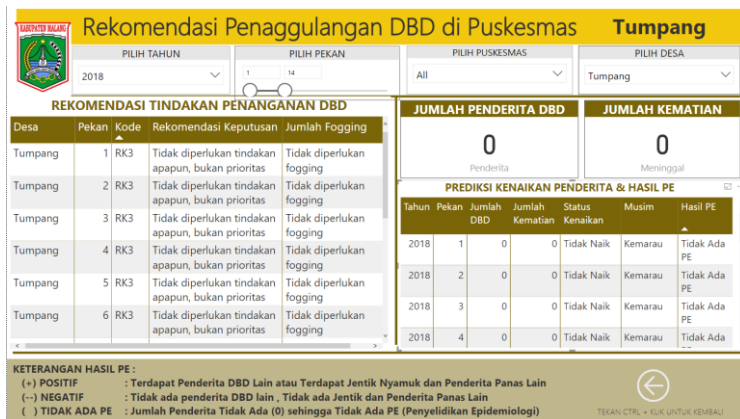 KABUPATEN MALANG
Rekomendasi Penaggulangan DBD di Puskesmas Tumpang
PILIH TAHUN
2018
PILIH PEKAN
1 14
PILIH PUSKESMAS
All
PILIH DESA
Tumpang
REKOMENDASI TINDAKAN PENANGANAN DBD
Desa Pekan Kode Rekomendasi Keputusan Jumlah Fogging
Tumpang 1 RK3 Tidak diperlukan tindakan Tidak diperlukan
apapun, bukan prioritas fogging
Tumpang 2 RK3 Tidak diperlukan tindakan Tidak diperlukan
apapun, bukan prioritas fogging
Tumpang 3 RK3 Tidak diperlukan tindakan Tidak diperlukan
apapun, bukan prioritas fogging
Tumpang 4 RK3 Tidak diperlukan tindakan Tidak diperlukan
apapun, bukan prioritas fogging
Tumpang 5 RK3 Tidak diperlukan tindakan Tidak diperlukan
apapun, bukan prioritas fogging
Tumpang 6 RK3 Tidak diperlukan tindakan Tidak diperlukan
apapun, bukan prioritas fogging
JUMLAH PENDERITA DBD
0
Penderita
JUMLAH KEMATIAN
0
Meninggal
PREDIKSI KENAIKAN PENDERITA & HASIL PE
Tahun Pekan Jumlah Jumlah Status Musim Hasil PE
DBD Kematian Kenaikan
2018 1 0 0 Tidak Naik Kemarau Tidak Ada
PE
2018 2 0 0 Tidak Naik Kemarau Tidak Ada
PE
2018 3 0 0 Tidak Naik Kemarau Tidak Ada
PE
2018 4 0 0 Tidak Naik Kemarau Tidak Ada
KETERANGAN HASIL PE :
(+) POSITIF : Terdapat Penderita DBD Lain atau Terdapat Jentik Nyamuk dan Penderita Panas Lain
(--) NEGATIF : Tidak ada penderita DBD lain , Tidak ada Jentik dan Penderita Panas Lain
( ) TIDAK ADA PE : Jumlah Penderita Tidak Ada (0) sehingga Tidak Ada PE (Penyelidikan Epidemiologi)
TEKAN CTRL + KLIK UNTUK KEMBALI